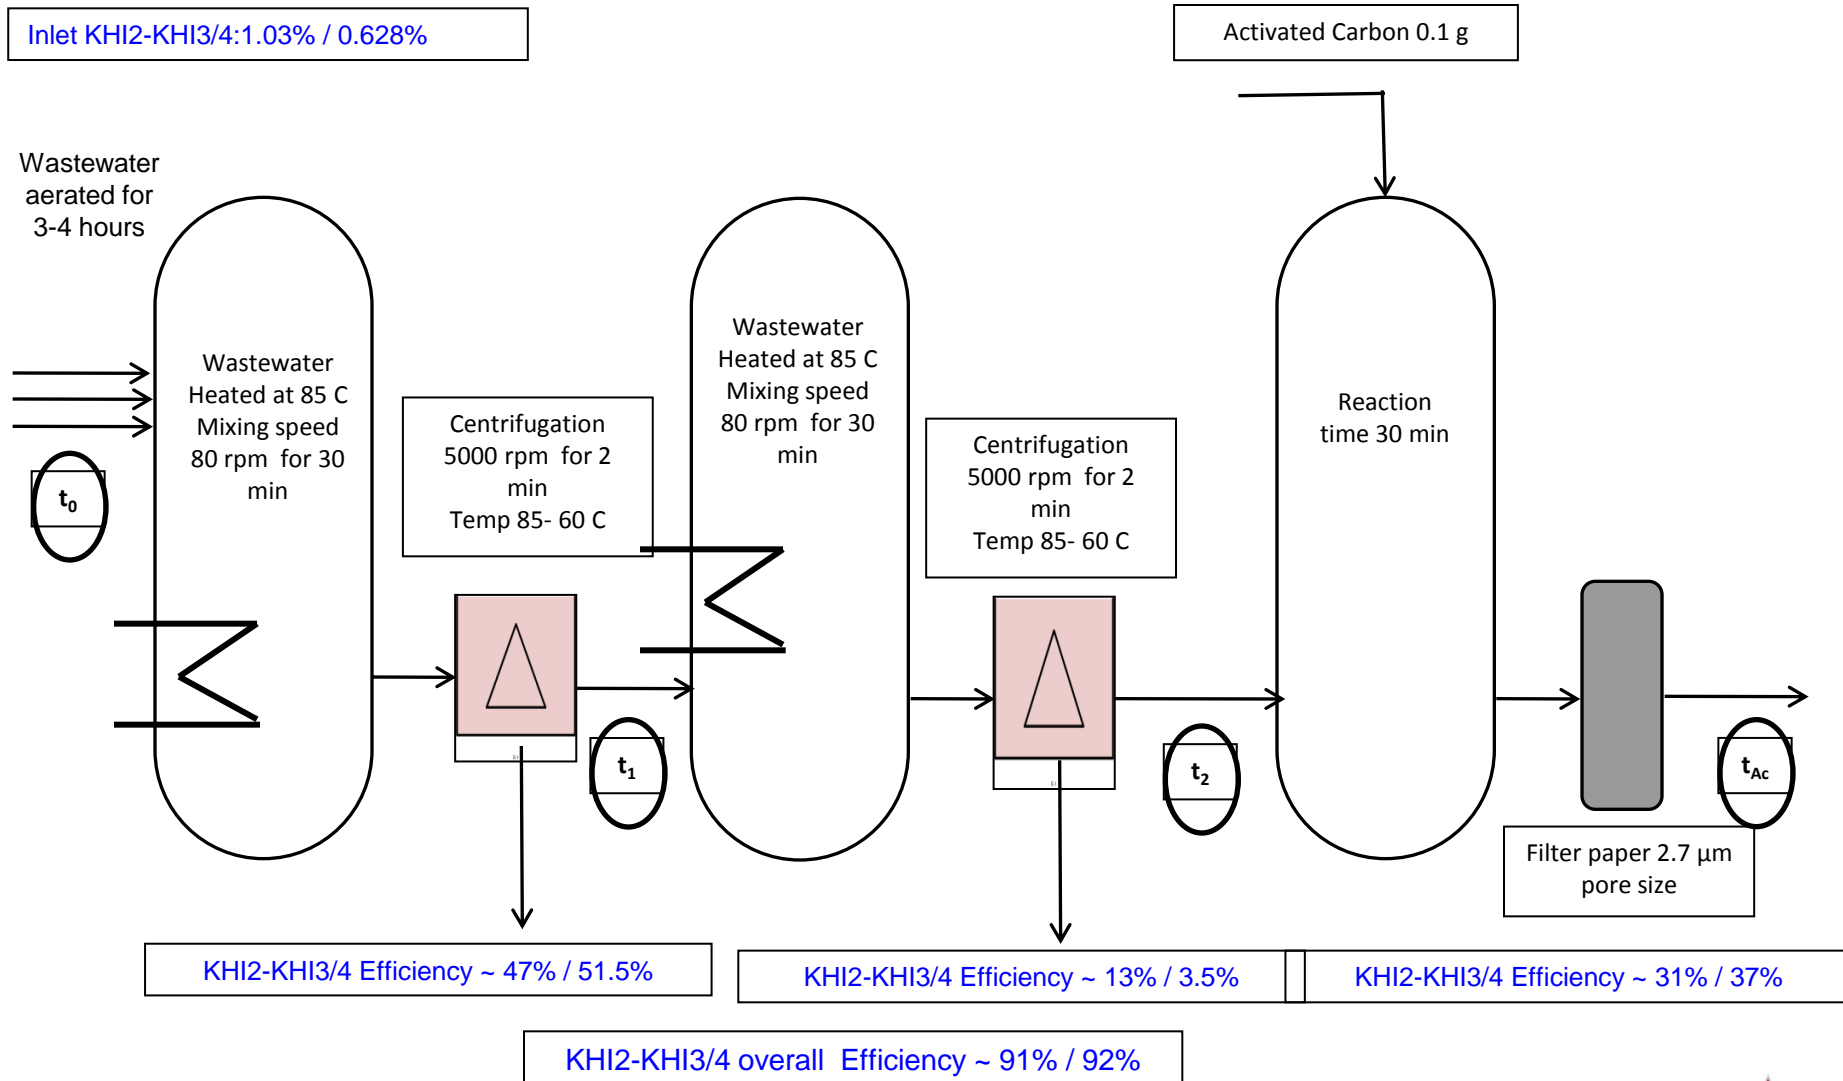 Inlet KHI2-KHI3/4:1.03% / 0.628%
Activated Carbon 0.1 g
Wastewater
aerated for
3-4 hours
Wastewater
Heated at 85 C
Mixing speed
80 rpm for 30
min
t₀
Centrifugation
5000 rpm for 2
min
Temp 85- 60 C
t₁
Wastewater
Heated at 85 C
Mixing speed
80 rpm for 30
min
Centrifugation
5000 rpm for 2
min
Temp 85- 60 C
t₂
Reaction
time 30 min
t_Ac
Filter paper 2.7 µm
pore size
KHI2-KHI3/4 Efficiency ~ 47% / 51.5%
KHI2-KHI3/4 Efficiency ~ 13% / 3.5%
KHI2-KHI3/4 Efficiency ~ 31% / 37%
KHI2-KHI3/4 overall Efficiency ~ 91% / 92%